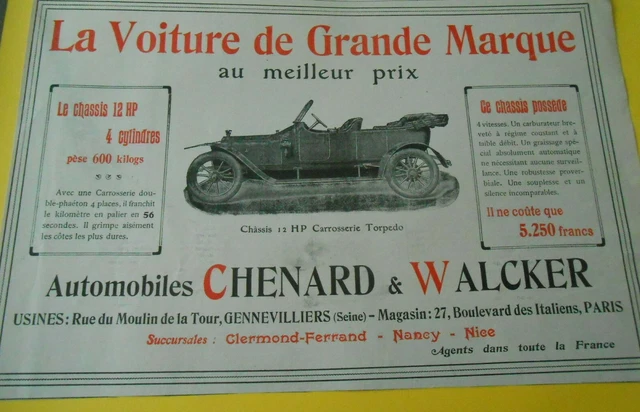 La Voiture de Grande Marque
au meilleur prix
Le chassis 12 HP
4 cylindres
pèse 600 kilogs
Avec une Carrosserie dou-
ble-phaéton 4 places, il franchit
le kilomètre en palier en 56
secondes. Il grimpe aisément
les côtes les plus dures.
Châssis 12 HP Carrosserie Torpedo
Ce chassis possède
4 vitesses. Un carburateur bre-
veté à régime constant et à
faible débit. Un graissage spé-
cial absolument automatique
ne nécessitant aucune surveil-
lance. Une robustesse prover-
biale. Une souplesse et un
silence incomparables.
Il ne coûte que
5.250 francs
Automobiles CHENARD & WALCKER
USINES: Rue du Moulin de la Tour, GENNEVILLIERS (Seine) - Magasin: 27, Boulevard des Italiens, PARIS
Succursales : Clermond-Ferrand - Nancy - Nice
Agents dans toute la France